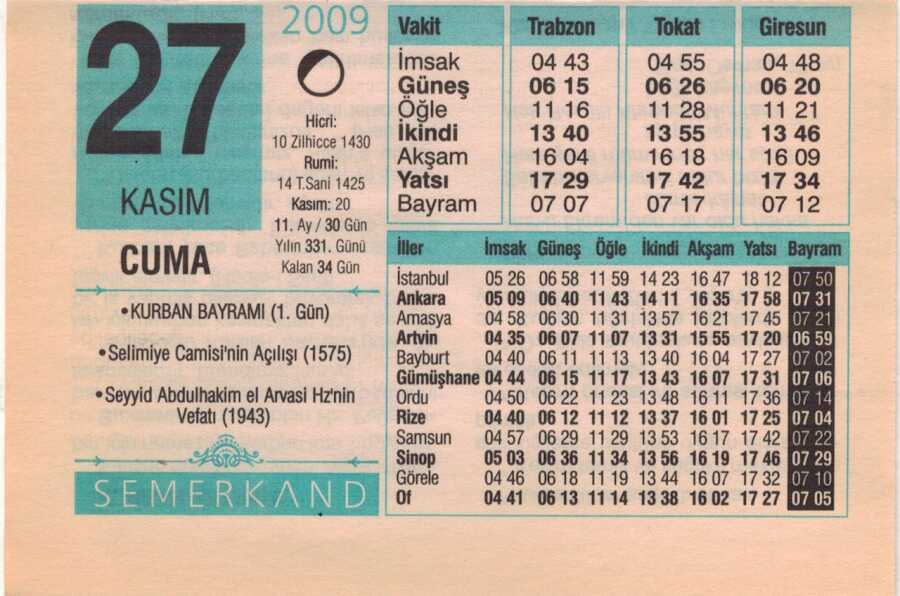 27
KASIM
CUMA
2009
Hicri:
10 Zilhicce 1430
Rumi:
14 T.Sani 1425
Kasım: 20
11. Ay / 30 Gün
Yılın 331. Günü
Kalan 34 Gün
•KURBAN BAYRAMI (1. Gün)
•Selimiye Camisi'nin Açılışı (1575)
•Seyyid Abdulhakim el Arvasi Hz'nin
Vefatı (1943)
SEMERKAND
Vakit Trabzon Tokat Giresun
İmsak 04 43 04 55 04 48
Güneş 06 15 06 26 06 20
Öğle 11 16 11 28 11 21
İkindi 13 40 13 55 13 46
Akşam 16 04 16 18 16 09
Yatsı 17 29 17 42 17 34
Bayram 07 07 07 17 07 12
İller İmsak Güneş Öğle İkindi Akşam Yatsı Bayram
İstanbul 05 26 06 58 11 59 14 23 16 47 18 12 07 50
Ankara 05 09 06 40 11 43 14 11 16 35 17 58 07 31
Amasya 04 58 06 30 11 31 13 57 16 21 17 45 07 21
Artvin 04 35 06 07 11 07 13 31 15 55 17 20 06 59
Bayburt 04 40 06 11 11 13 13 40 16 04 17 27 07 02
Gümüşhane 04 44 06 15 11 17 13 43 16 07 17 31 07 06
Ordu 04 50 06 22 11 23 13 48 16 11 17 36 07 14
Rize 04 40 06 12 11 12 13 37 16 01 17 25 07 04
Samsun 04 57 06 29 11 29 13 53 16 17 17 42 07 22
Sinop 05 03 06 36 11 34 13 56 16 19 17 46 07 29
Görele 04 46 06 18 11 19 13 44 16 07 17 32 07 10
Of 04 41 06 13 11 14 13 38 16 02 17 27 07 05